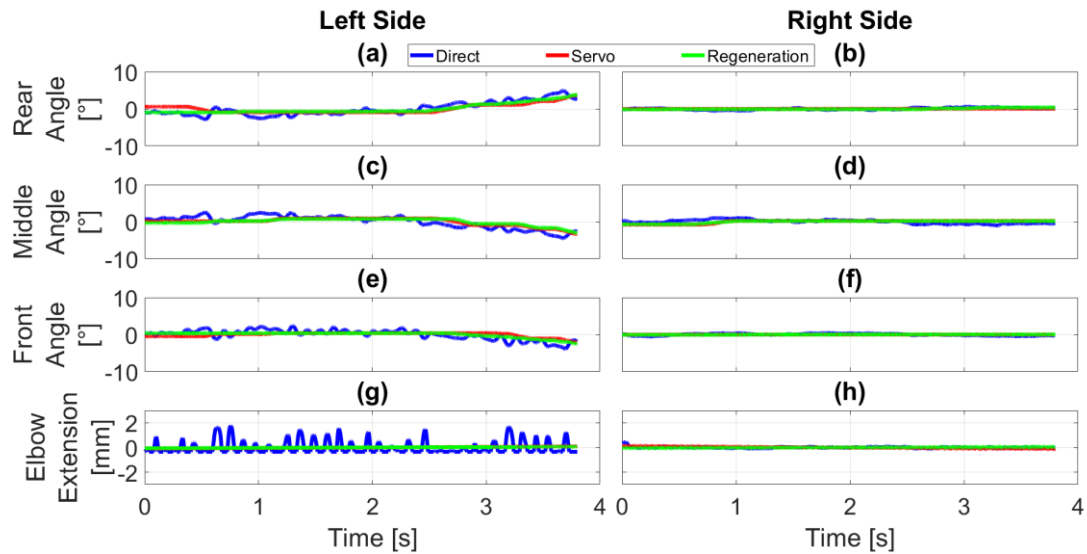 Left Side
Right Side
(a)
Direct
Servo
Regeneration
(b)
Rear
Angle
[°]
10
0
-10
(c)
(d)
Middle
Angle
[°]
10
0
-10
(e)
(f)
Front
Angle
[°]
10
0
-10
(g)
(h)
Elbow
Extension
[mm]
2
0
-2
0
1
2
3
4
0
1
2
3
4
Time [s]
Time [s]